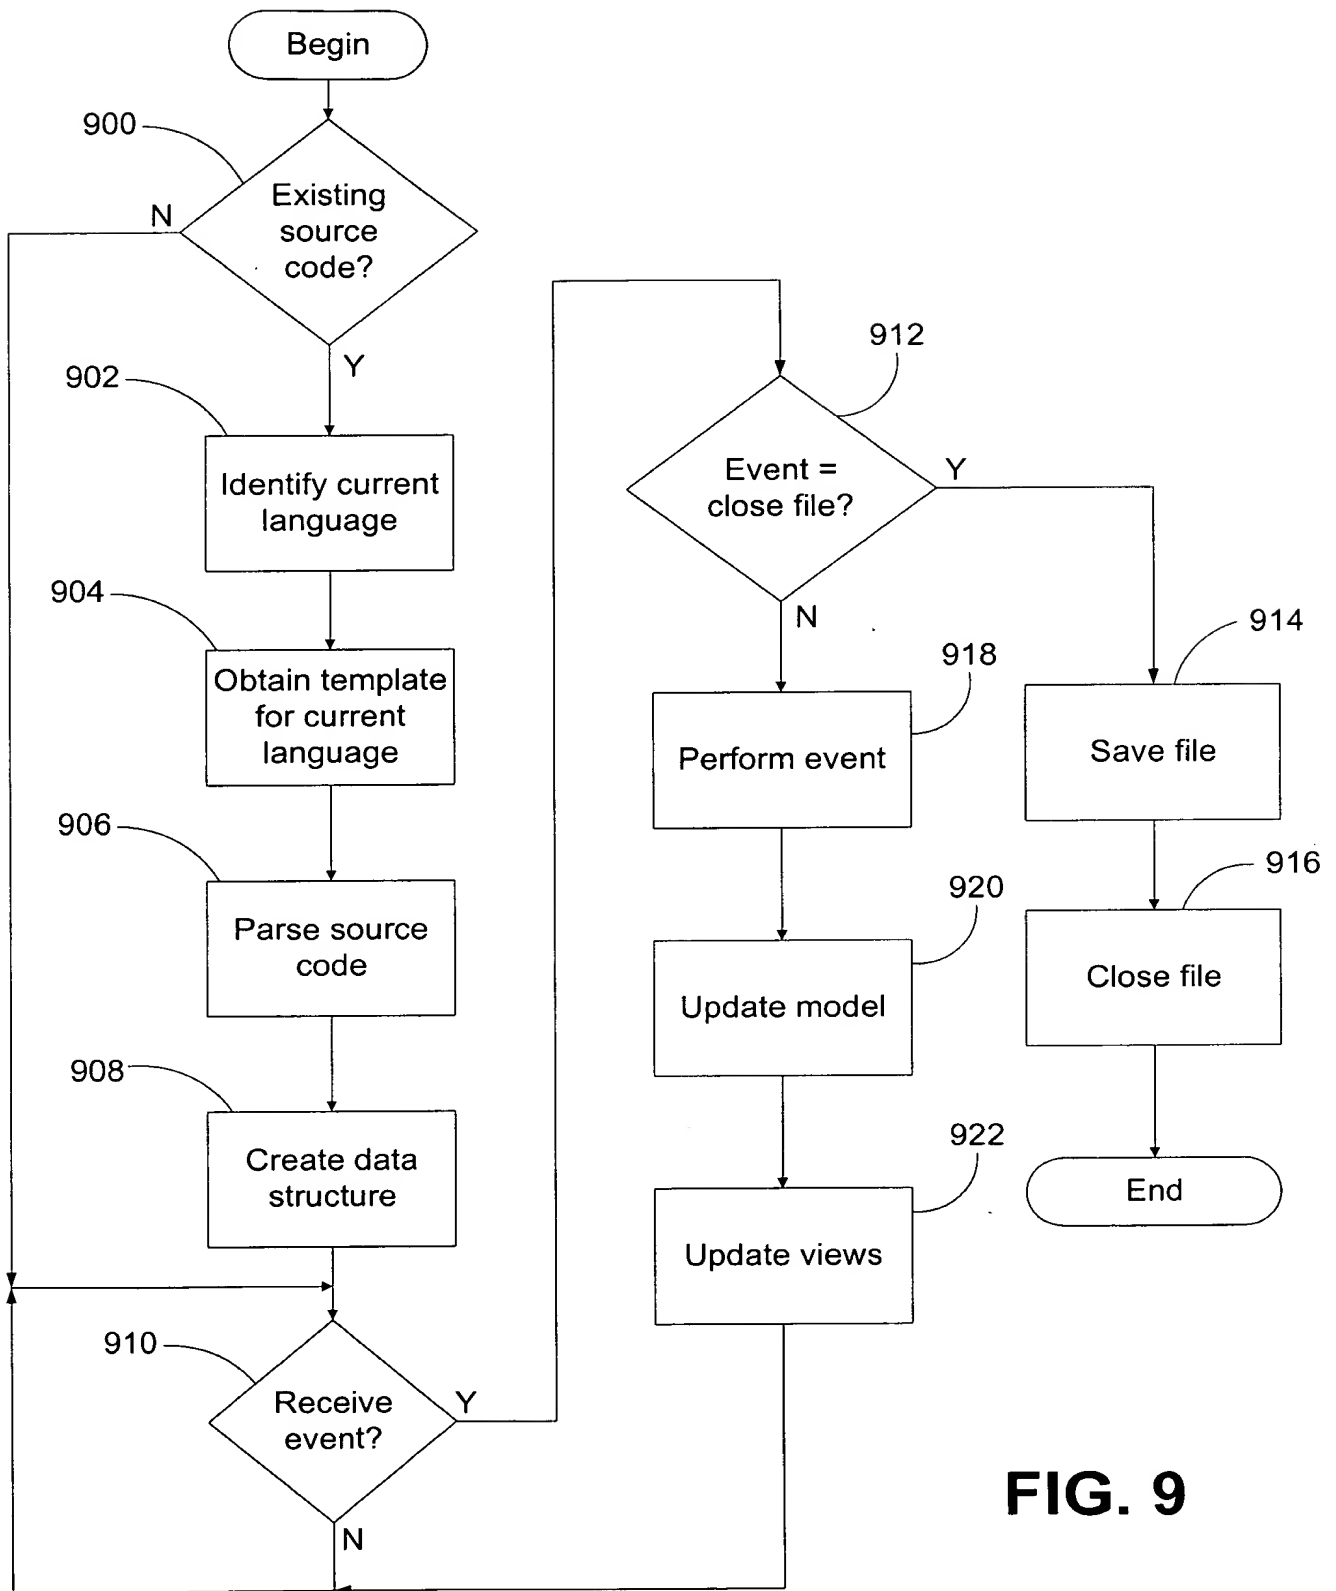 Begin
900
Existing
source
code?
N
Y
902
Identify current
language
904
Obtain template
for current
language
906
Parse source
code
908
Create data
structure
910
Receive
event?
Y
N
912
Event =
close file?
Y
N
914
Save file
916
Close file
End
918
Perform event
920
Update model
922
Update views
FIG. 9